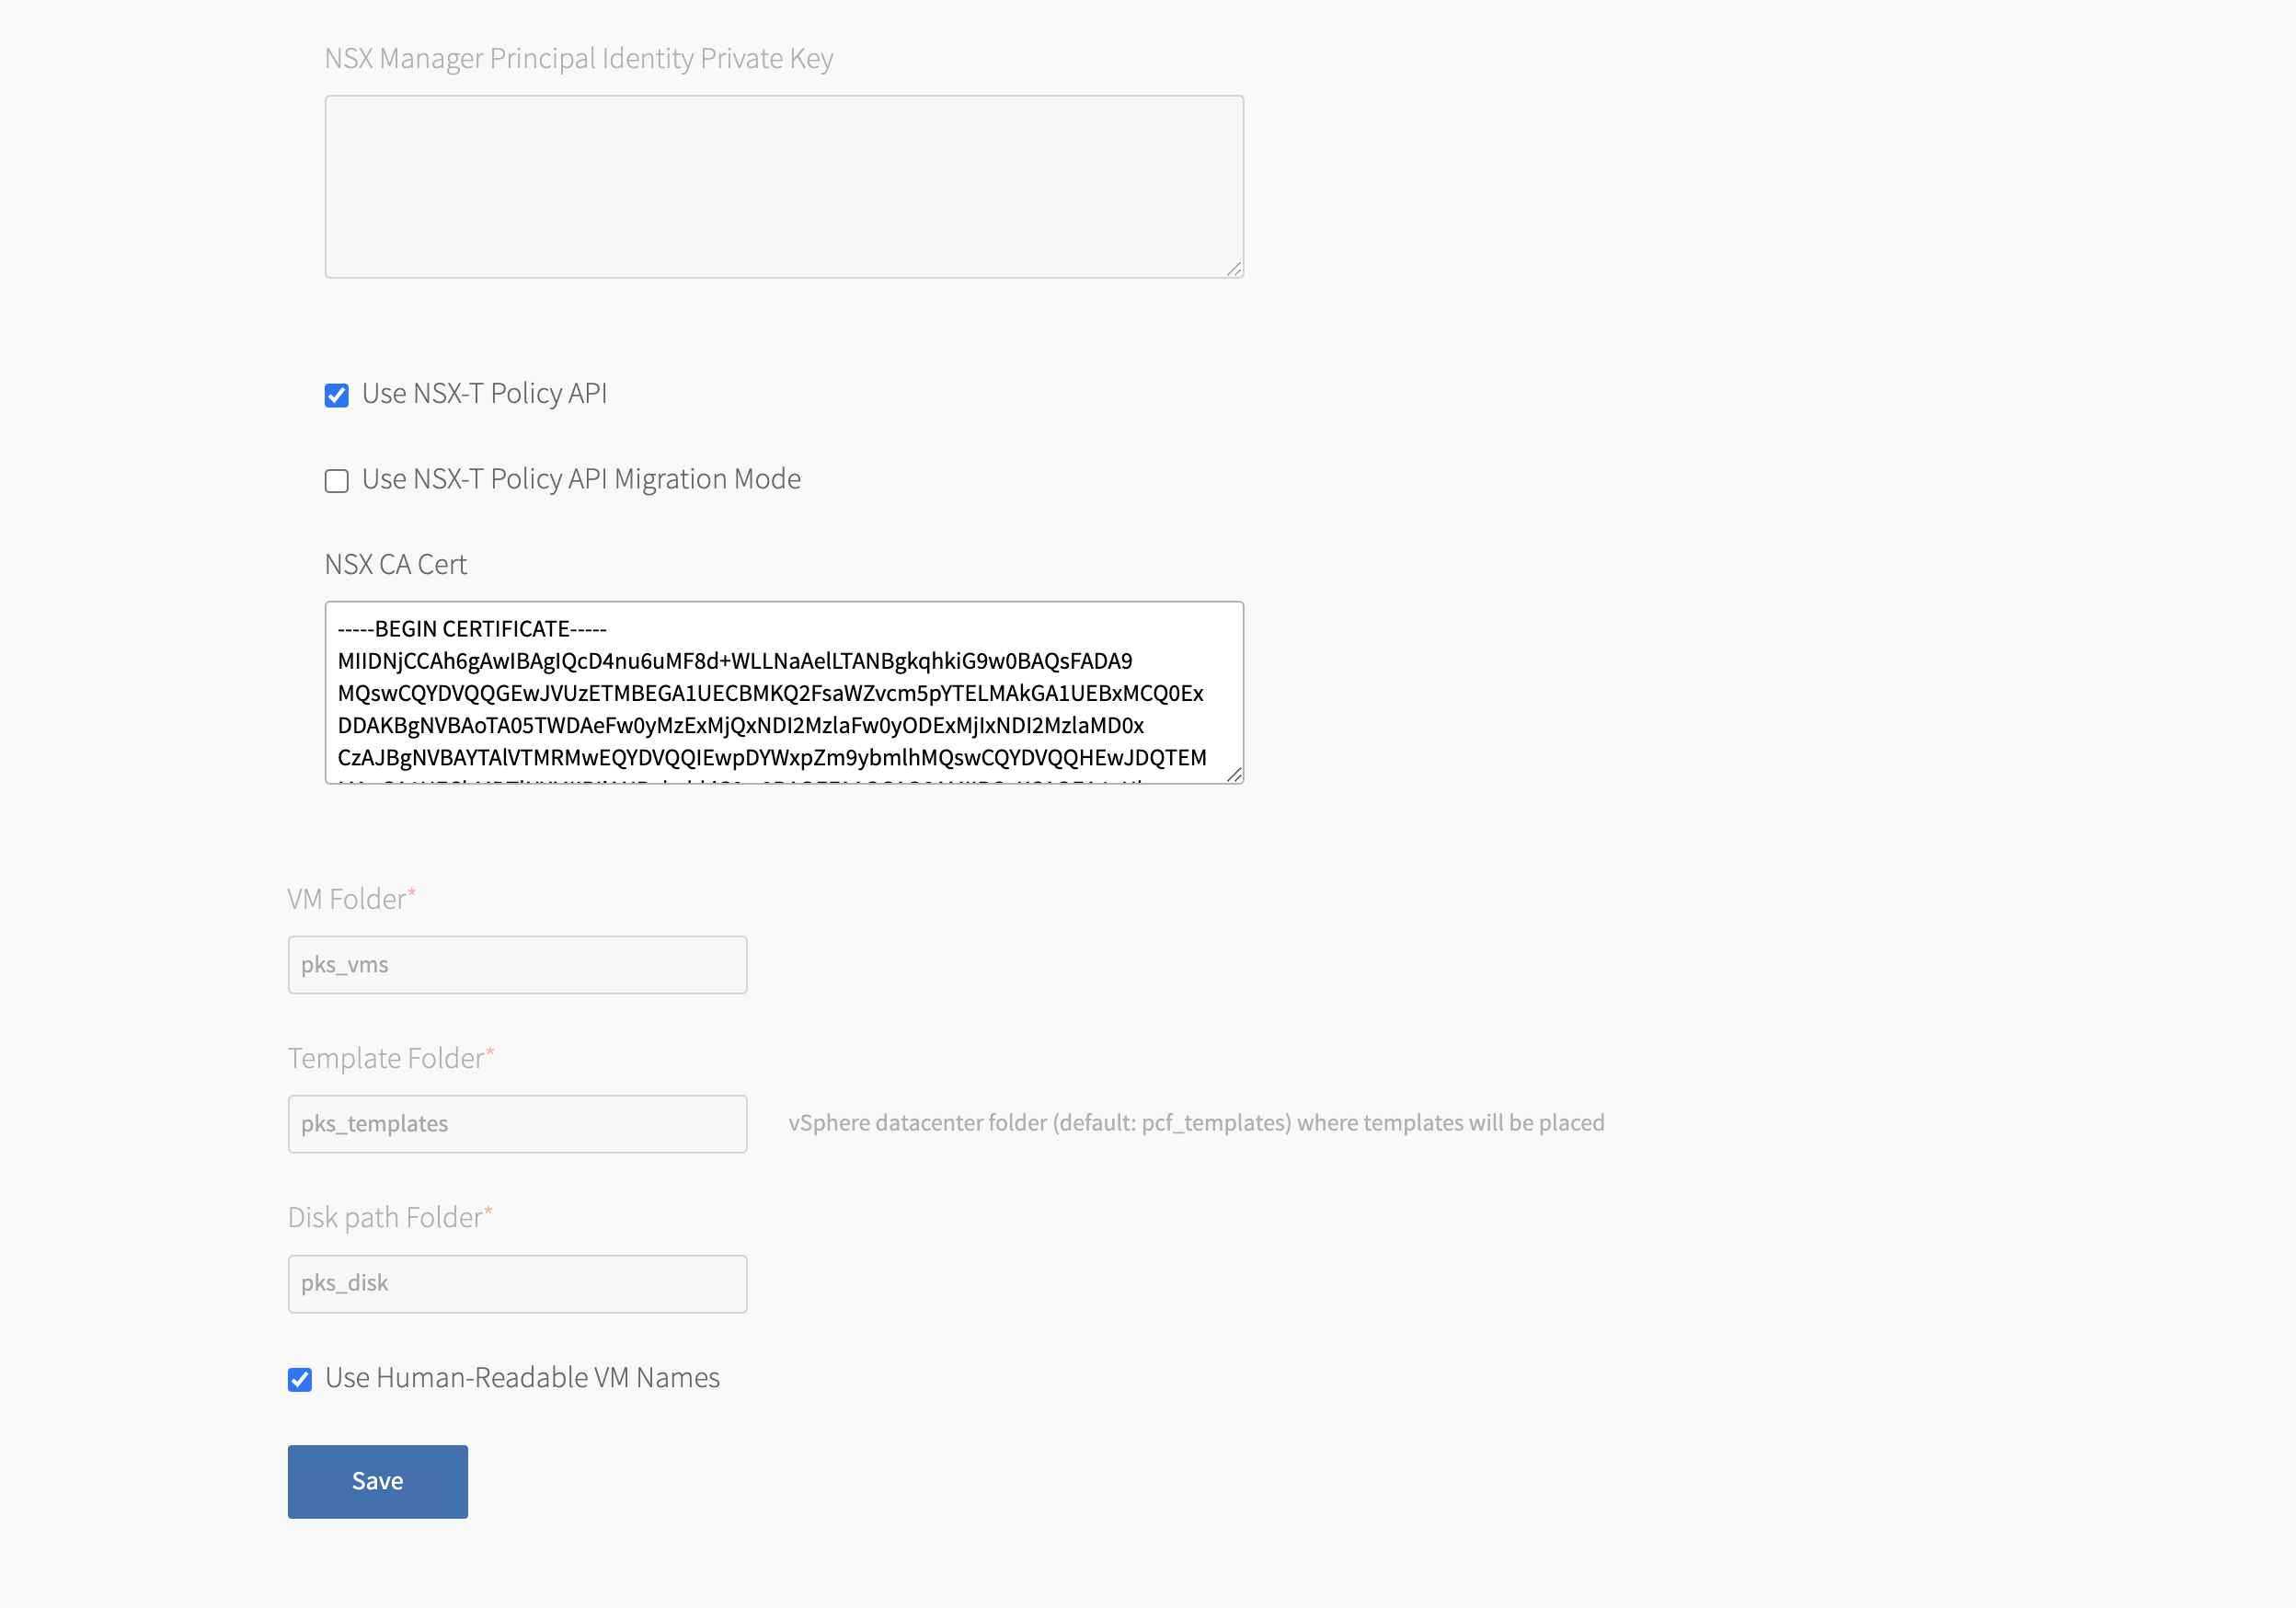 NSX Manager Principal Identity Private Key
Use NSX-T Policy API
Use NSX-T Policy API Migration Mode
NSX CA Cert
-----BEGIN CERTIFICATE-----
MIIDNjCCAh6gAwIBAgIQcD4nu6uMF8d+WLLNaAelLTANBgkqhkiG9w0BAQsFADA9
MQswCQYDVQQGEwJVUzETMBEGA1UECBMKQ2FsaWZvcm5pYTELMAkGA1UEBxMCQ0Ex
DDAKBgNVBAoTA05TWDAeFw0yMzExMjQxNDI2MzlaFw0yODExMjIxNDI2MzlaMD0x
CzAJBgNVBAYTAlVTMRMwEQYDVQQIEwpDYWxpZm9ybmlhMQswCQYDVQQHEwJDQTEM
VM Folder*
pks_vms
Template Folder*
pks_templates
vSphere datacenter folder (default: pcf_templates) where templates will be placed
Disk path Folder*
pks_disk
Use Human-Readable VM Names
Save